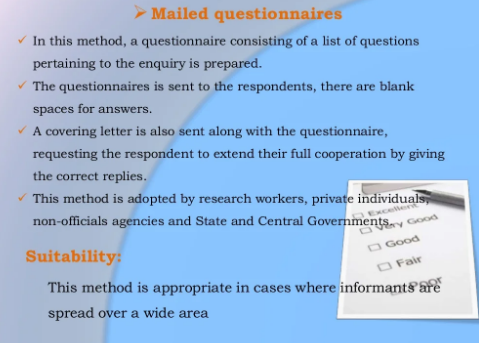 Mailed questionnaires
In this method, a questionnaire consisting of a list of questions
pertaining to the enquiry is prepared.
The questionnaires is sent to the respondents, there are blank
spaces for answers.
A covering letter is also sent along with the questionnaire,
requesting the respondent to extend their full cooperation by giving
the correct replies.
This method is adopted by research workers, private individuals,
non-officials agencies and State and Central Governments.
Excellent
Very Good
Good
Fair
Poor
Suitability:
This method is appropriate in cases where informants are
spread over a wide area